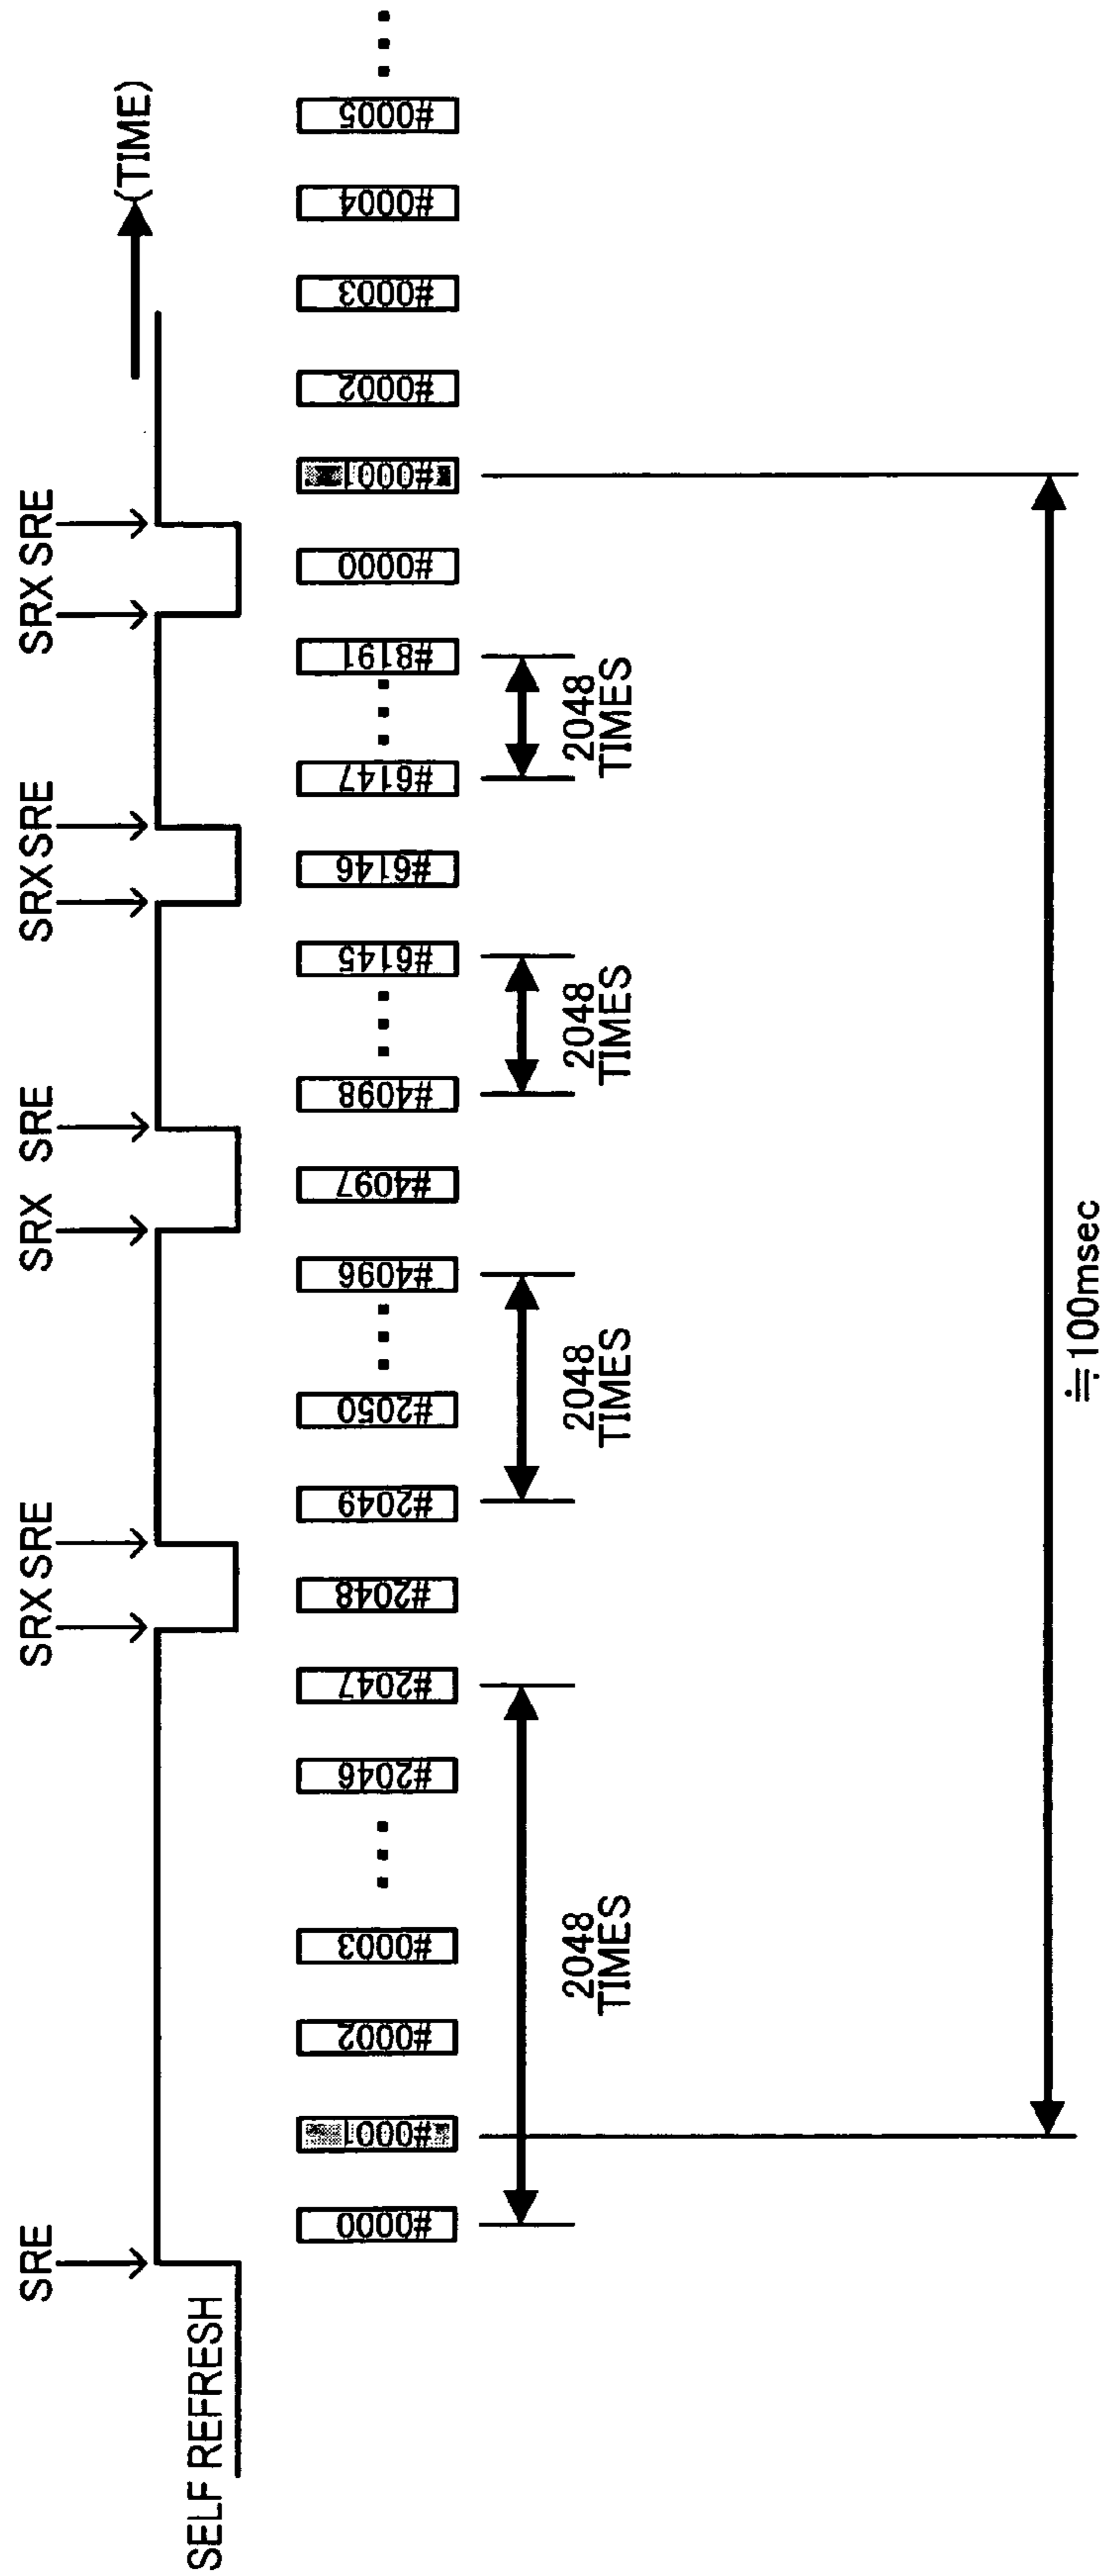 SRE SRX SRE SRX SRE SRX SRE SRX SRE
(TIME)
SELF REFRESH
#0000 #0001 #0002 #0003 ... #2046 #2047 #2048 #2049 #2050 ... #4096 #4097 #4098 ... #6145 #6146 #6147 ... #8191 #0000 #0001 #0002 #0003 #0004 #0005 ...
2048 2048 2048 2048
TIMES TIMES TIMES TIMES
≒100msec